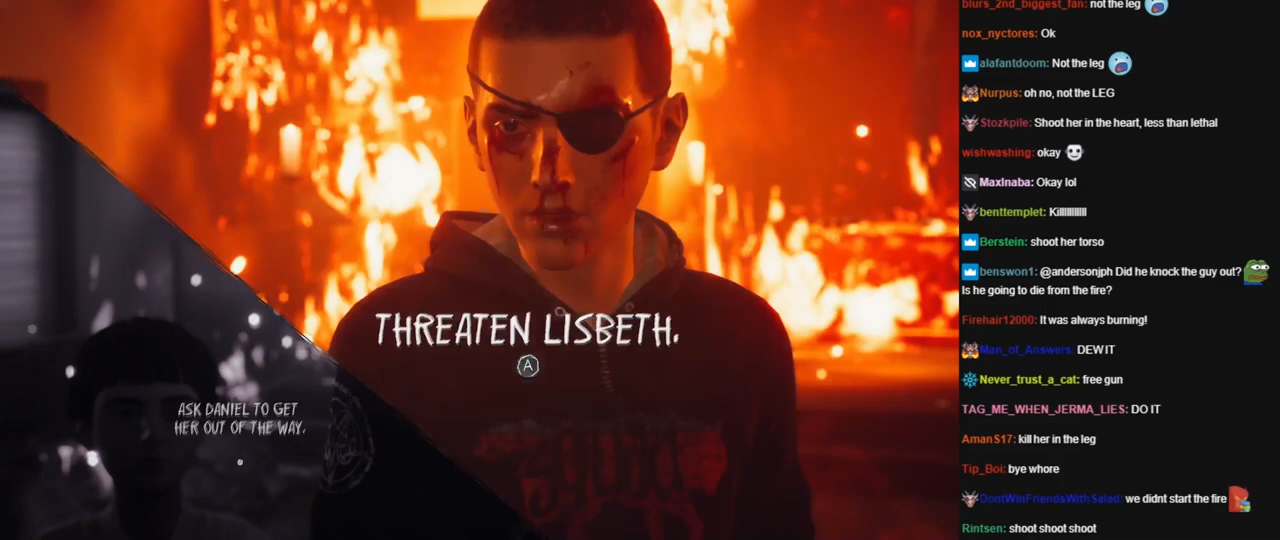 THREATEN LISBETH.
A
ASK DANIEL TO GET
HER OUT OF THE WAY.
squad
blurs_2nd_biggest_fan: not the leg
nox_nyctores: Ok
alafantdoom: Not the leg
Nurpus: oh no, not the LEG
Stozkpile: Shoot her in the heart, less than lethal
wishwashing: okay
MaxInaba: Okay lol
benttemplet: Killlllllllll
Berstein: shoot her torso
benswon1: @andersonjph Did he knock the guy out?
Is he going to die from the fire?
Firehair12000: It was always burning!
Man_of_Answers: DEW IT
Never_trust_a_cat: free gun
TAG_ME_WHEN_JERMA_LIES: DO IT
AmanS17: kill her in the leg
Tip_Boi: bye whore
DontWinFriendsWithSalad: we didnt start the fire
Rintsen: shoot shoot shoot